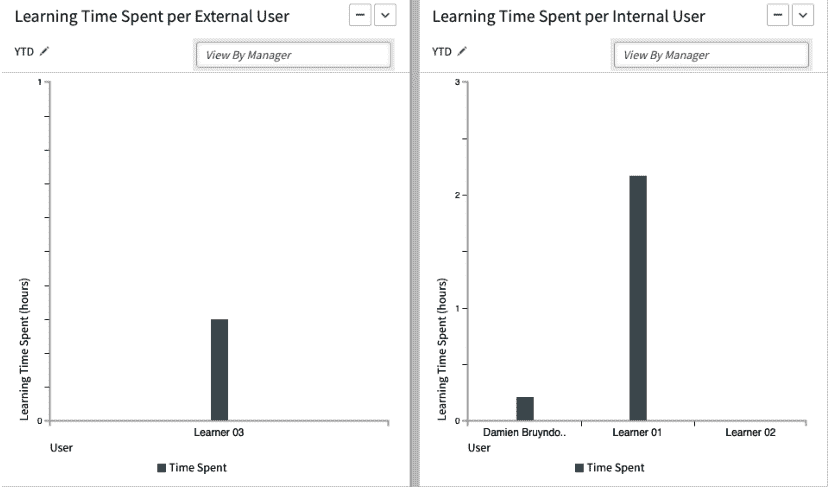 Learning Time Spent per External User
YTD
View By Manager
1
Learning Time Spent (hours)
0
Learner 03
User
Time Spent
Learning Time Spent per Internal User
YTD
View By Manager
3
2
1
0
Learning Time Spent (hours)
Damien Bruyndo.. Learner 01 Learner 02
User
Time Spent